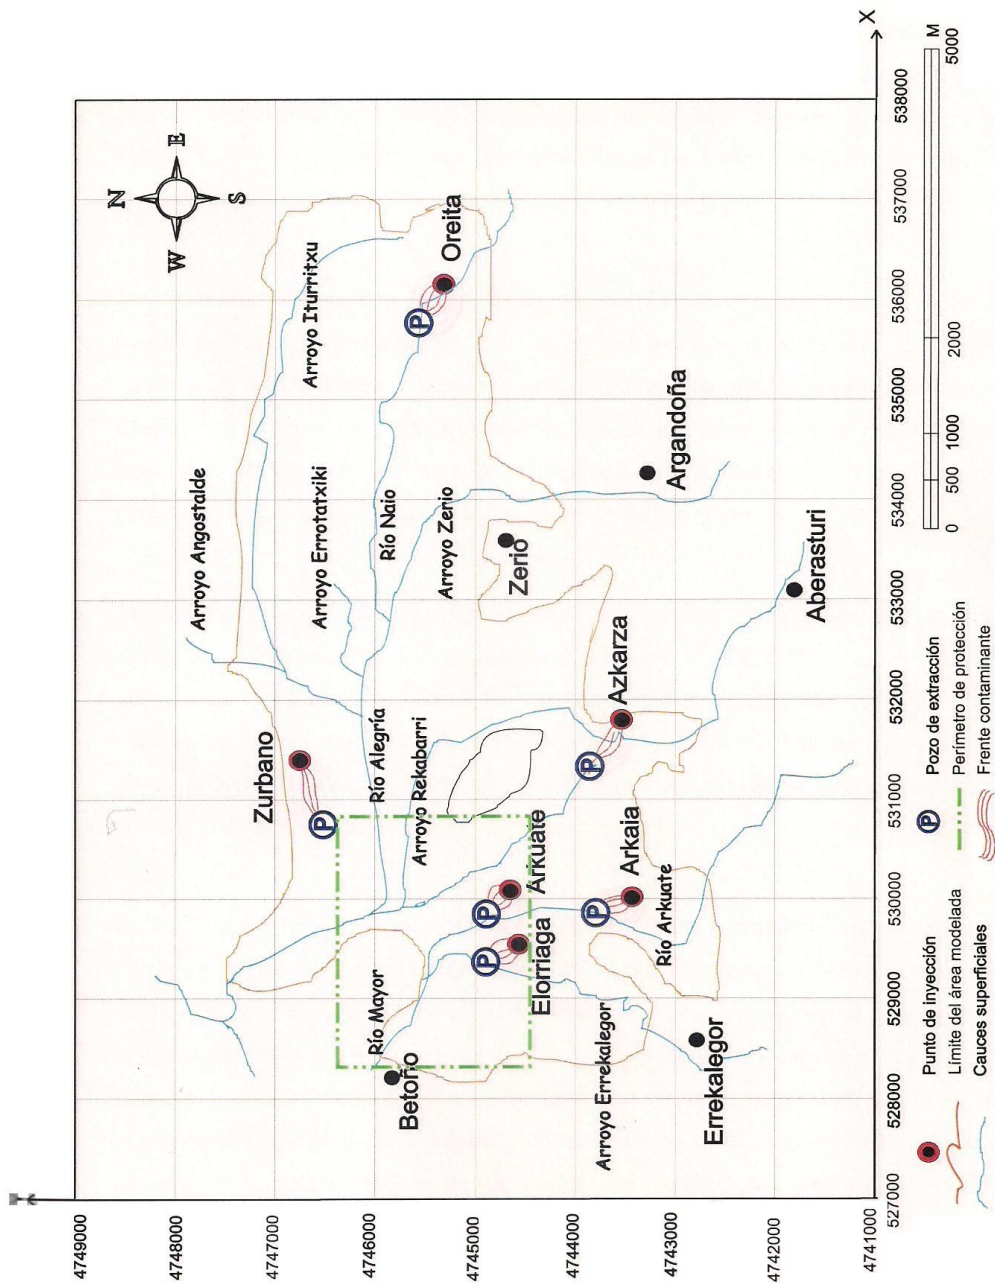 N
W
E
S
4749000
4748000
4747000
4746000
4745000
4744000
4743000
4742000
4741000
527000
528000
529000
530000
531000
532000
533000
534000
535000
536000
537000
538000
X
Arroyo Angostalde
Arroyo Iturritxu
Zurbano
Arroyo Errotatxiki
P
Río Alegría
Río Naio
P
Oreita
Río Mayor
Arroyo Rekabarri
Arroyo Zerio
Betoño
P
P
Elorriaga
Arkuate
Zerio
P
P
Azkarza
Arkaia
Río Arkuate
Arroyo Errekalegor
Argandoña
Errekalegor
Aberasturi
Punto de inyección
Límite del área modelada
Cauces superficiales
P
Pozo de extracción
Perímetro de protección
Frente contaminante
0
500
1000
2000
5000
M